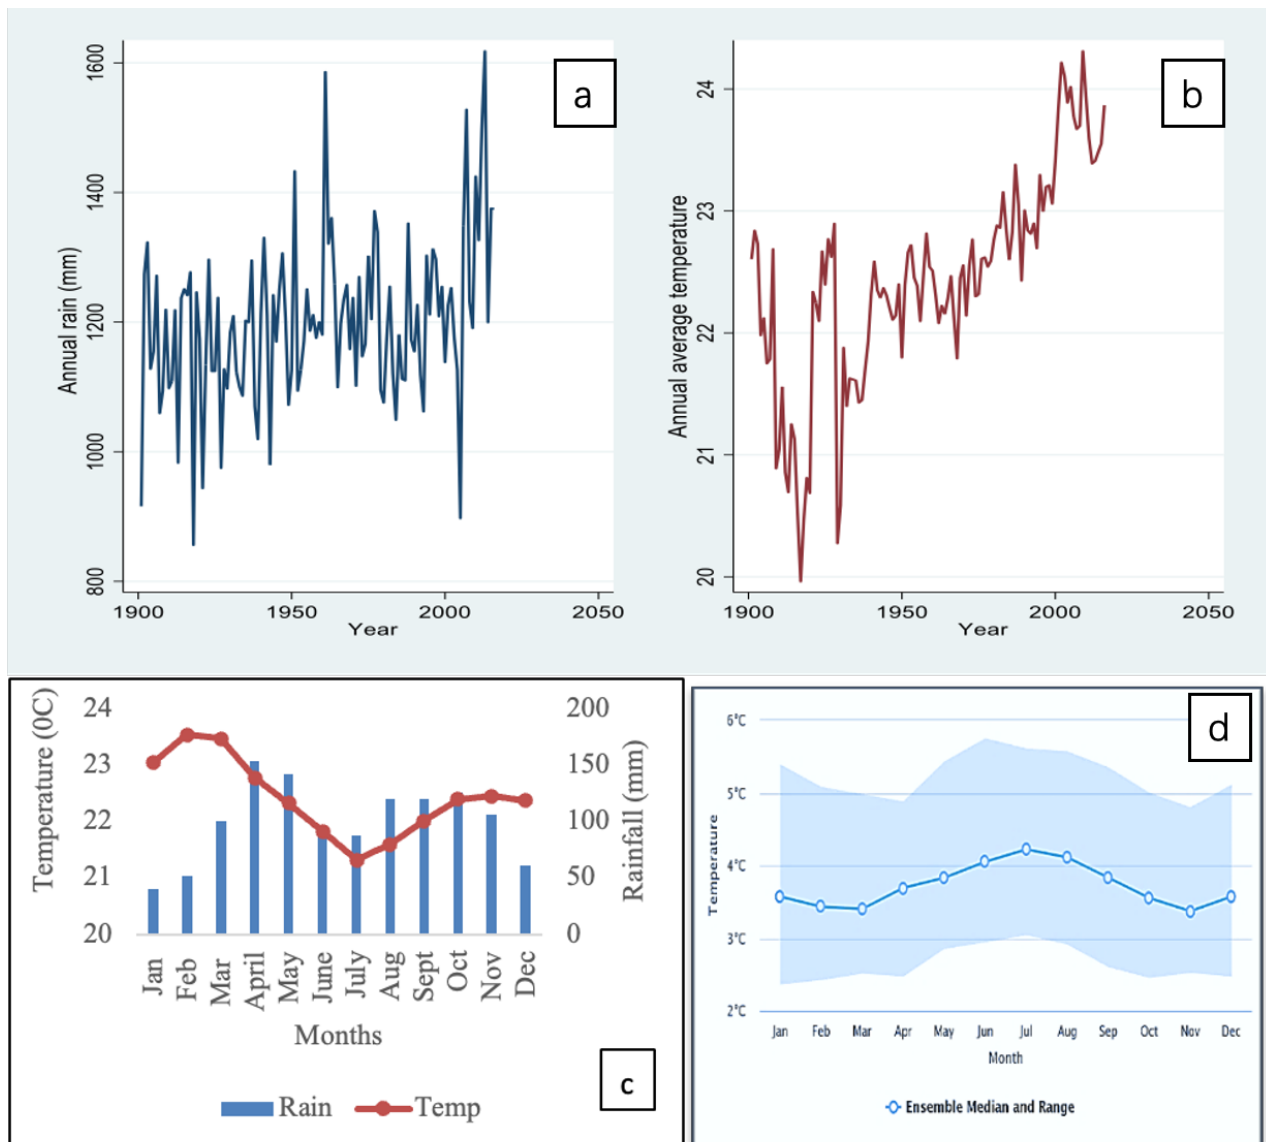 a
1600
1400
1200
1000
800
Annual rain (mm)
1900
1950
2000
2050
Year
b
24
23
22
21
20
Annual average temperature
1900
1950
2000
2050
Year
Temperature (0C)
24
23
22
21
20
200
150
100
50
0
Rainfall (mm)
Jan
Feb
Mar
April
May
June
July
Aug
Sept
Oct
Nov
Dec
Months
c
Rain
Temp
d
6°C
5°C
4°C
3°C
2°C
Temperature
Jan
Feb
Mar
Apr
May
Jun
Jul
Aug
Sep
Oct
Nov
Dec
Month
Ensemble Median and Range